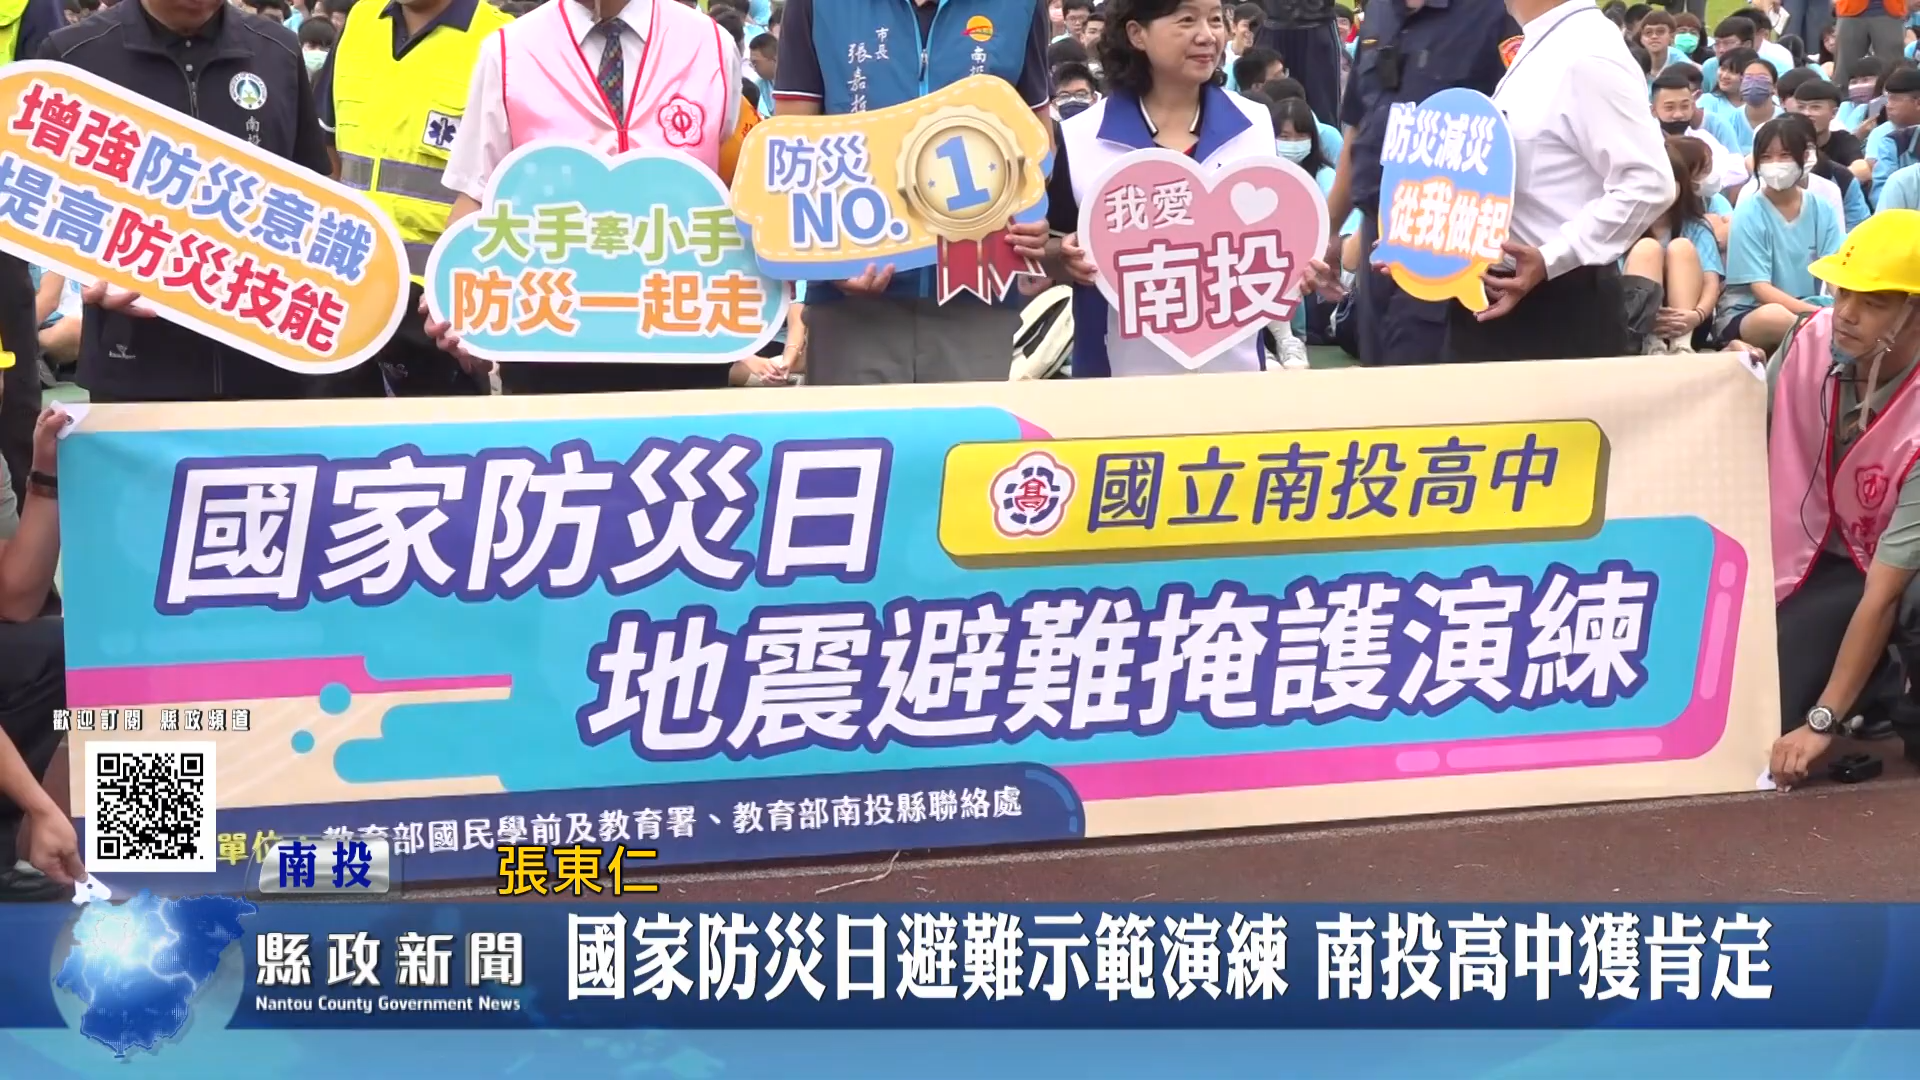 增強防災意識
提高防災技能
大手牽小手
防災一起走
市長
張嘉哲
南投
防災
NO.
1
我愛
南投
防災減災
從我做起
國家防災日
國立南投高中
地震避難掩護演練
單位：教育部國民學前及教育署、教育部南投縣聯絡處
歡迎訂閱 縣政頻道
南投
張東仁
縣政新聞
Nantou County Government News
國家防災日避難示範演練 南投高中獲肯定